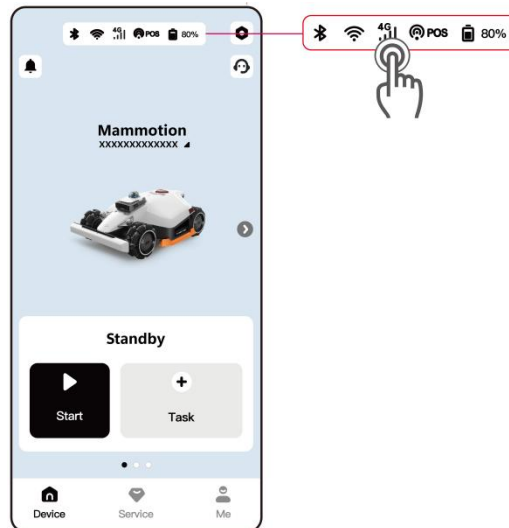 4G POS 80%
4G POS 80%
Mammotion
XXXXXXXXXXXXX
Standby
Start Task
Device Service Me